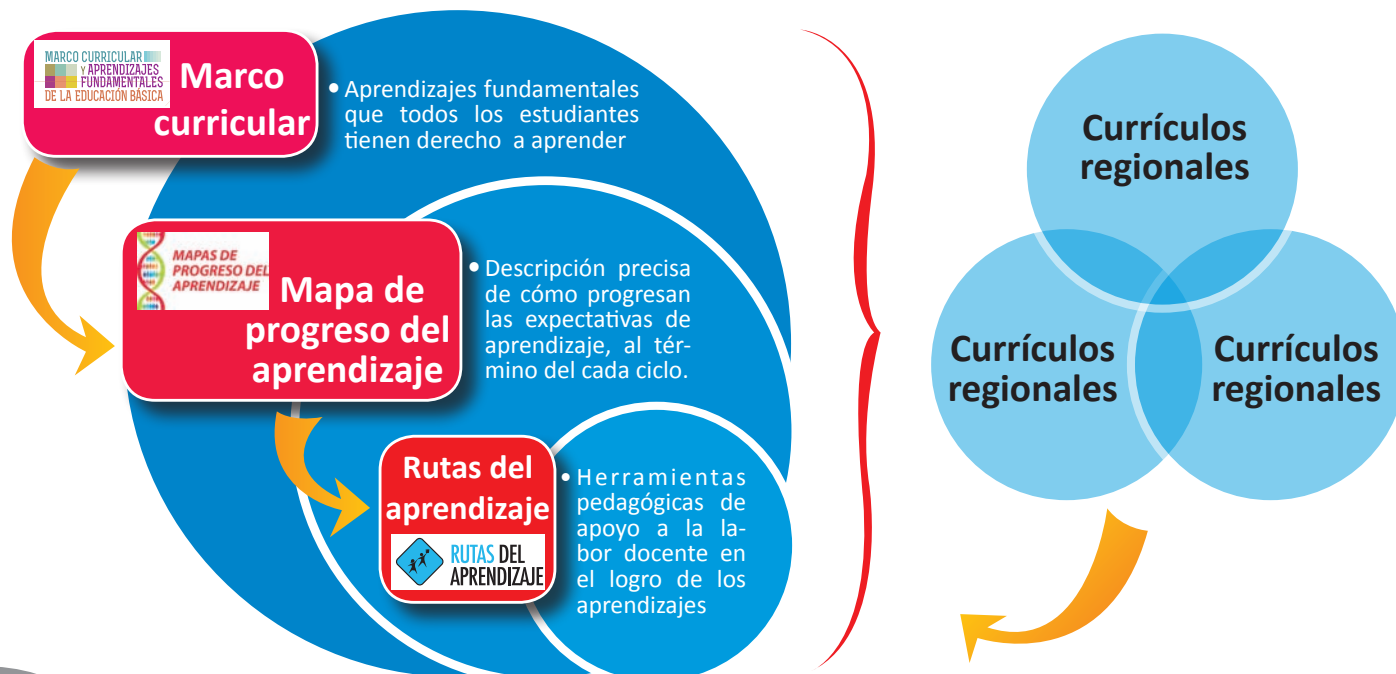 MARCO CURRICULAR
Y APRENDIZAJES
FUNDAMENTALES
DE LA EDUCACIÓN BÁSICA
Marco
curricular
• Aprendizajes fundamentales
que todos los estudiantes
tienen derecho a aprender
MAPAS DE
PROGRESO DEL
APRENDIZAJE
Mapa de
progreso del
aprendizaje
• Descripción precisa
de cómo progresan
las expectativas de
aprendizaje, al tér-
mino del cada ciclo.
Rutas del
aprendizaje
RUTAS DEL
APRENDIZAJE
• Herramientas
pedagógicas de
apoyo a la la-
bor docente en
el logro de los
aprendizajes
Currículos
regionales
Currículos
regionales
Currículos
regionales